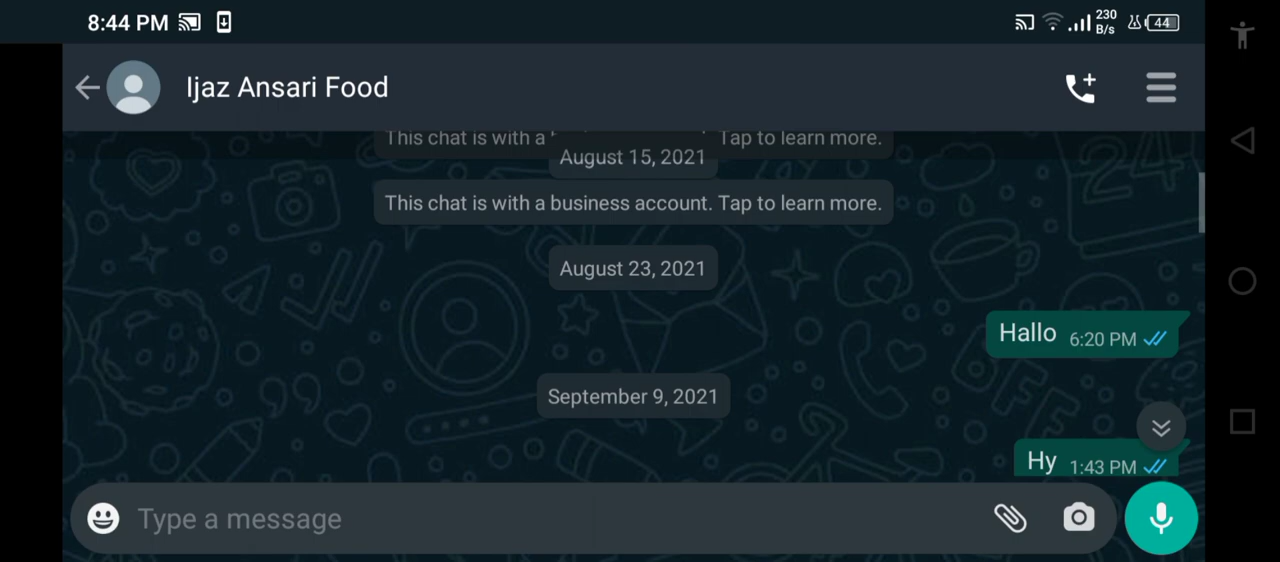 8:44 PM
230
B/s
44
Ijaz Ansari Food
This chat is with a
Tap to learn more.
August 15, 2021
This chat is with a business account. Tap to learn more.
August 23, 2021
Hallo 6:20 PM
September 9, 2021
Hy 1:43 PM
Type a message